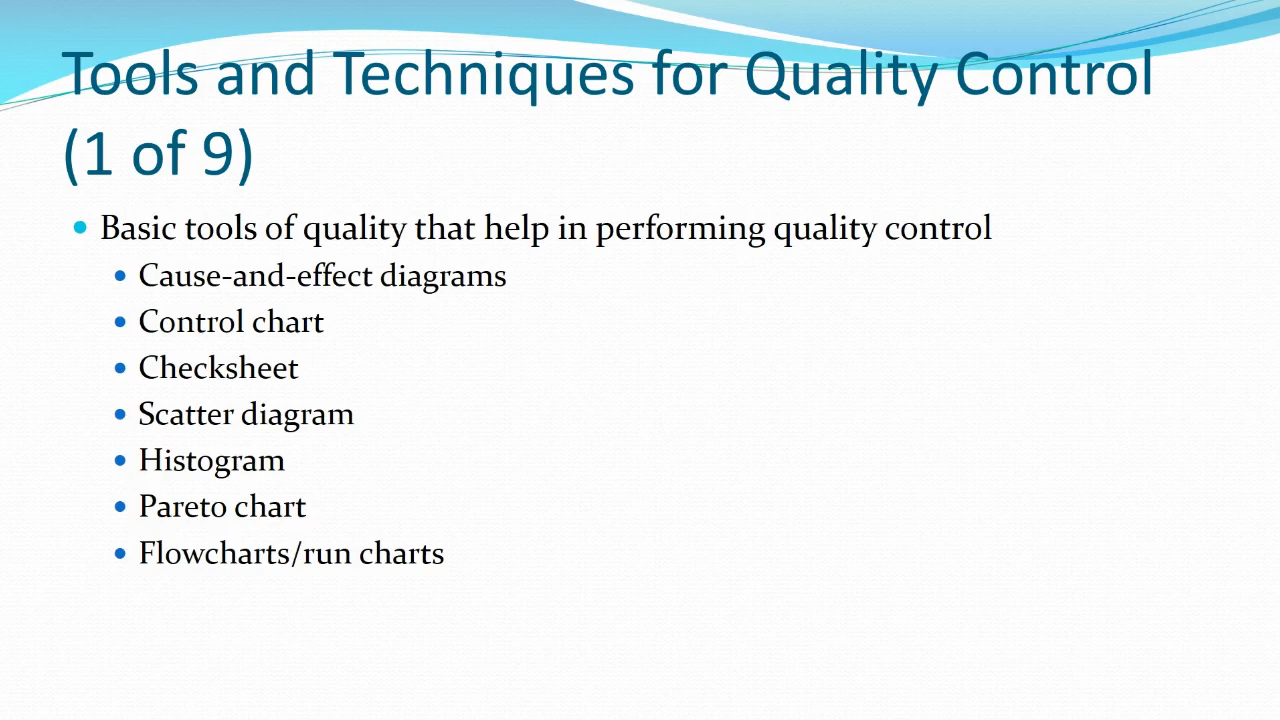 Tools and Techniques for Quality Control
(1 of 9)
Basic tools of quality that help in performing quality control
Cause-and-effect diagrams
Control chart
Checksheet
Scatter diagram
Histogram
Pareto chart
Flowcharts/run charts